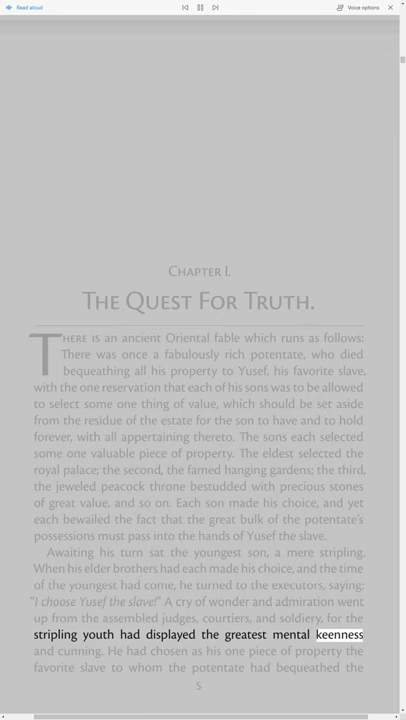 Read aloud
Voice options
Chapter I.
The Quest For Truth.
There is an ancient Oriental fable which runs as follows:
There was once a fabulously rich potentate, who died
bequeathing all his property to Yusef, his favorite slave,
with the one reservation that each of his sons was to be allowed
to select some one thing of value, which should be set aside
from the residue of the estate for the son to have and to hold
forever, with all appertaining thereto. The sons each selected
some one valuable piece of property. The eldest selected the
royal palace; the second, the famed hanging gardens; the third,
the jeweled peacock throne bestudded with precious stones
of great value, and so on. Each son made his choice, and yet
each bewailed the fact that the great bulk of the potentate's
possessions must pass into the hands of Yusef the slave.
Awaiting his turn sat the youngest son, a mere stripling.
When his elder brothers had each made his choice, and the time
of the youngest had come, he turned to the executors, saying:
"I choose Yusef the slave!" A cry of wonder and admiration went
up from the assembled judges, courtiers, and soldiery, for the
stripling youth had displayed the greatest mental keenness
and cunning. He had chosen as his one piece of property the
favorite slave to whom the potentate had bequeathed the
5